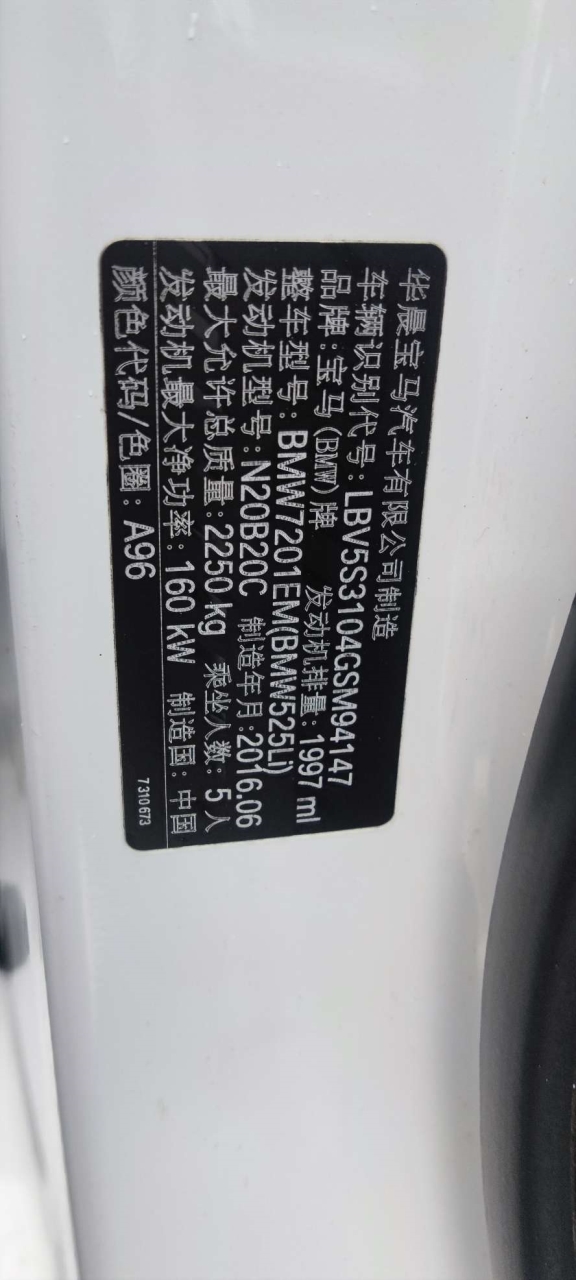 华晨宝马汽车有限公司制造
车辆识别代号:LBV5S3104GSM94147
品牌:宝马(BMW)牌 发动机排量:1997 ml
整车型号:BMW7201EM(BMW525Li)
发动机型号:N20B20C 制造年月:2016.06
最大允许总质量:2250 kg 乘坐人数:5人
发动机最大净功率:160 kW 制造国:中国
颜色代码/色圈:A96 7310673